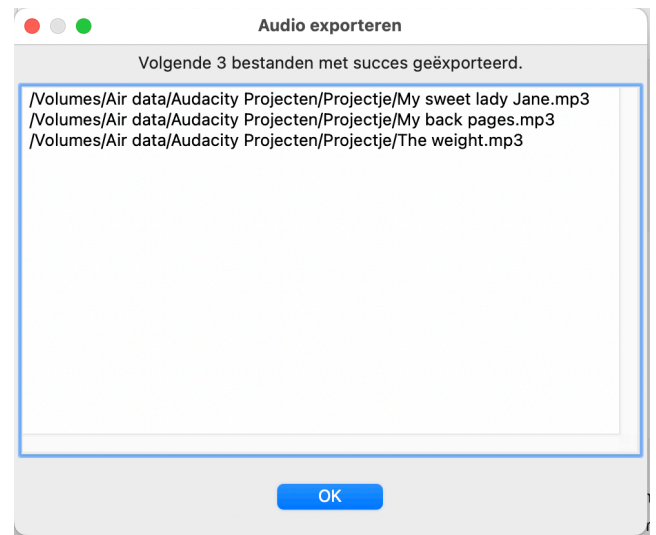 Audio exporteren
Volgende 3 bestanden met succes geëxporteerd.
/Volumes/Air data/Audacity Projecten/Projectje/My sweet lady Jane.mp3
/Volumes/Air data/Audacity Projecten/Projectje/My back pages.mp3
/Volumes/Air data/Audacity Projecten/Projectje/The weight.mp3
OK